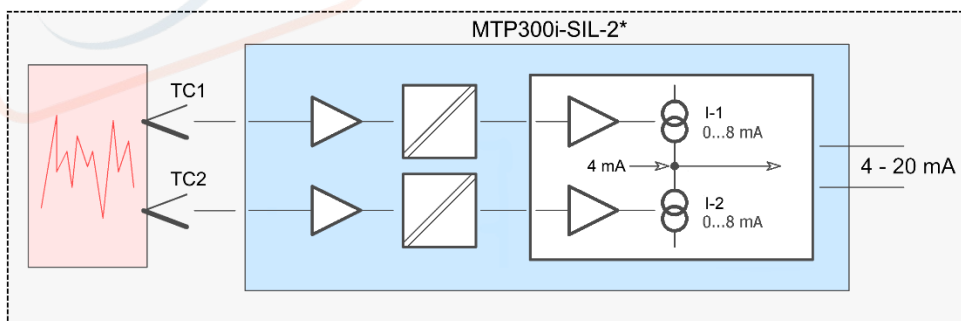 MTP300i-SIL-2*
TC1
I-1
0...8 mA
4 mA
4 - 20 mA
TC2
I-2
0...8 mA